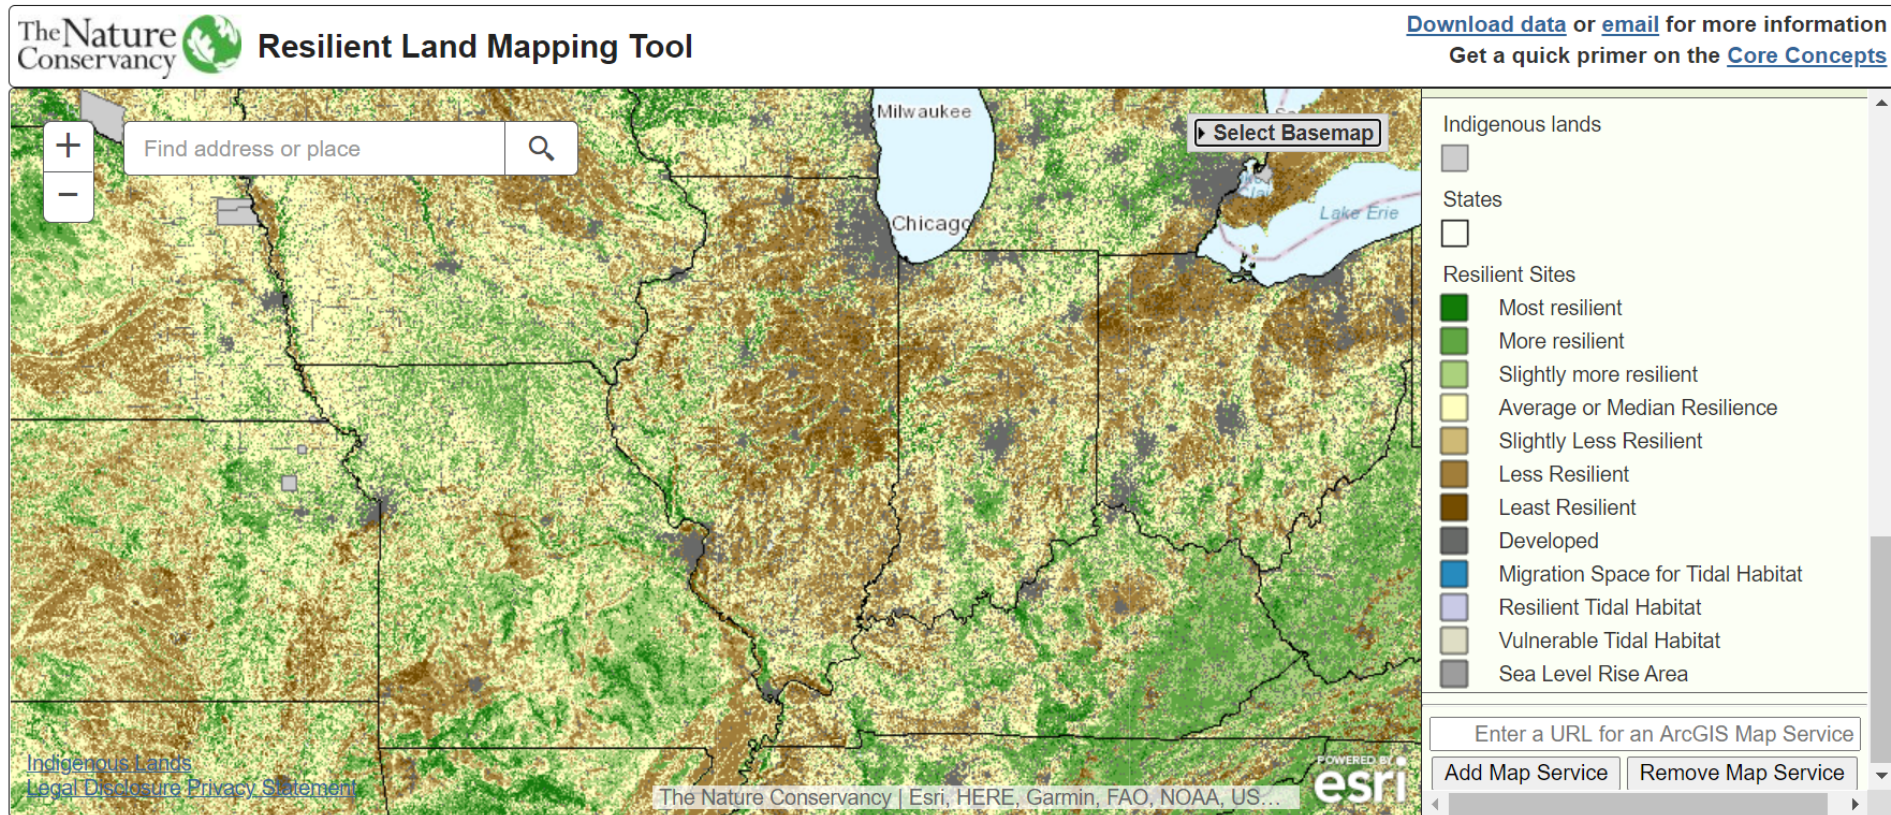 The Nature
Conservancy
Resilient Land Mapping Tool
Download data or email for more information
Get a quick primer on the Core Concepts
+
Find address or place
−
Milwaukee
Select Basemap
Chicago
Lake Erie
Indigenous lands
States
Resilient Sites
Most resilient
More resilient
Slightly more resilient
Average or Median Resilience
Slightly Less Resilient
Less Resilient
Least Resilient
Developed
Migration Space for Tidal Habitat
Resilient Tidal Habitat
Vulnerable Tidal Habitat
Sea Level Rise Area
Enter a URL for an ArcGIS Map Service
Add Map Service
Remove Map Service
Indigenous Lands
Legal Disclosure Privacy Statement
The Nature Conservancy | Esri, HERE, Garmin, FAO, NOAA, US...
POWERED BY
esri